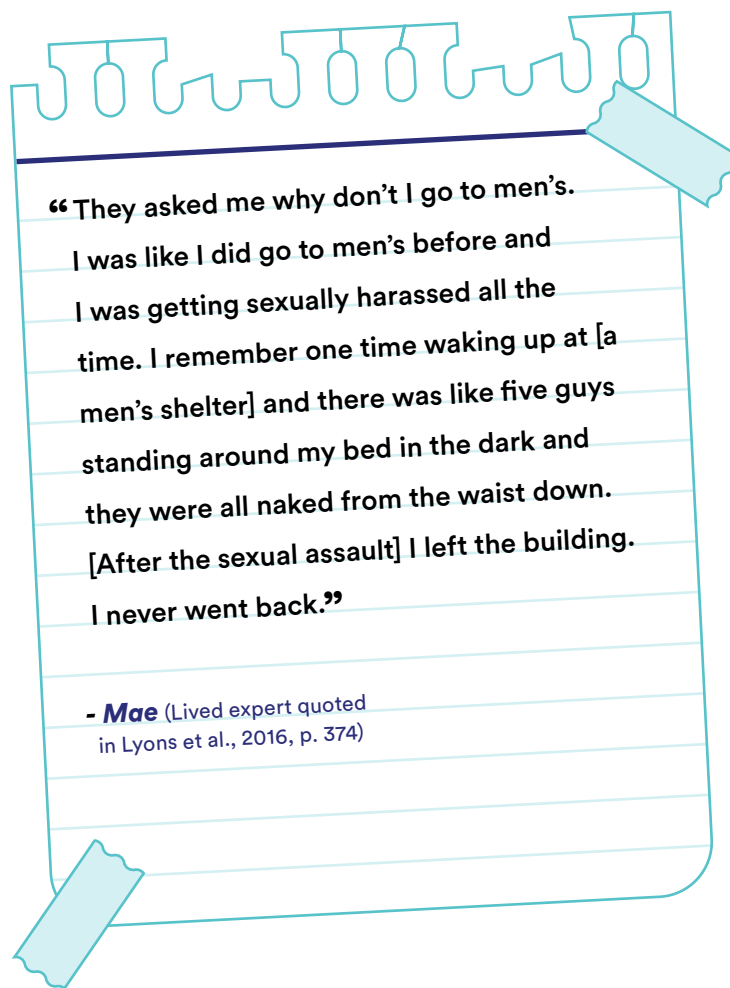 “They asked me why don’t I go to men’s.
I was like I did go to men’s before and
I was getting sexually harassed all the
time. I remember one time waking up at [a
men’s shelter] and there was like five guys
standing around my bed in the dark and
they were all naked from the waist down.
[After the sexual assault] I left the building.
I never went back.”
- Mae (Lived expert quoted
in Lyons et al., 2016, p. 374)